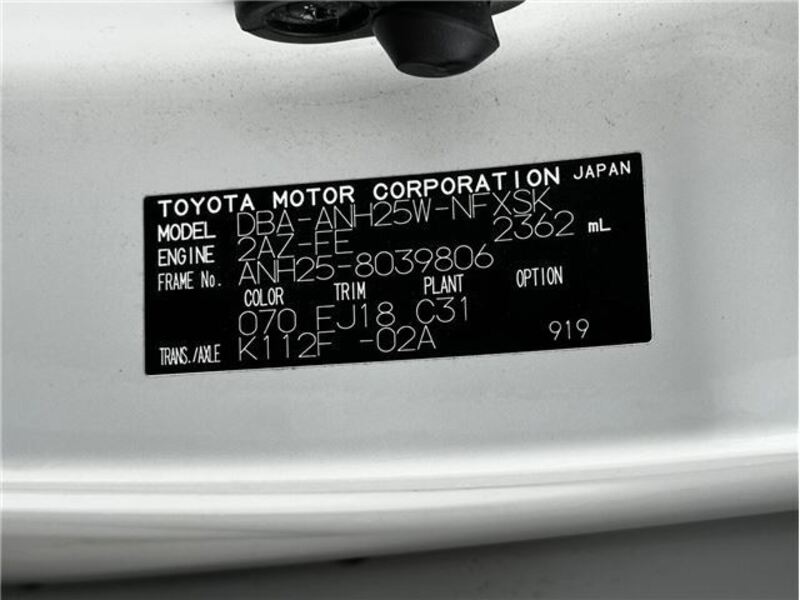 TOYOTA MOTOR CORPORATION JAPAN
MODEL DBA-ANH25W-NFXSK
ENGINE 2AZ-FE 2362 mL
FRAME No. ANH25-8039806
COLOR TRIM PLANT OPTION
070 FJ18 C31
TRANS./AXLE K112F -02A 919